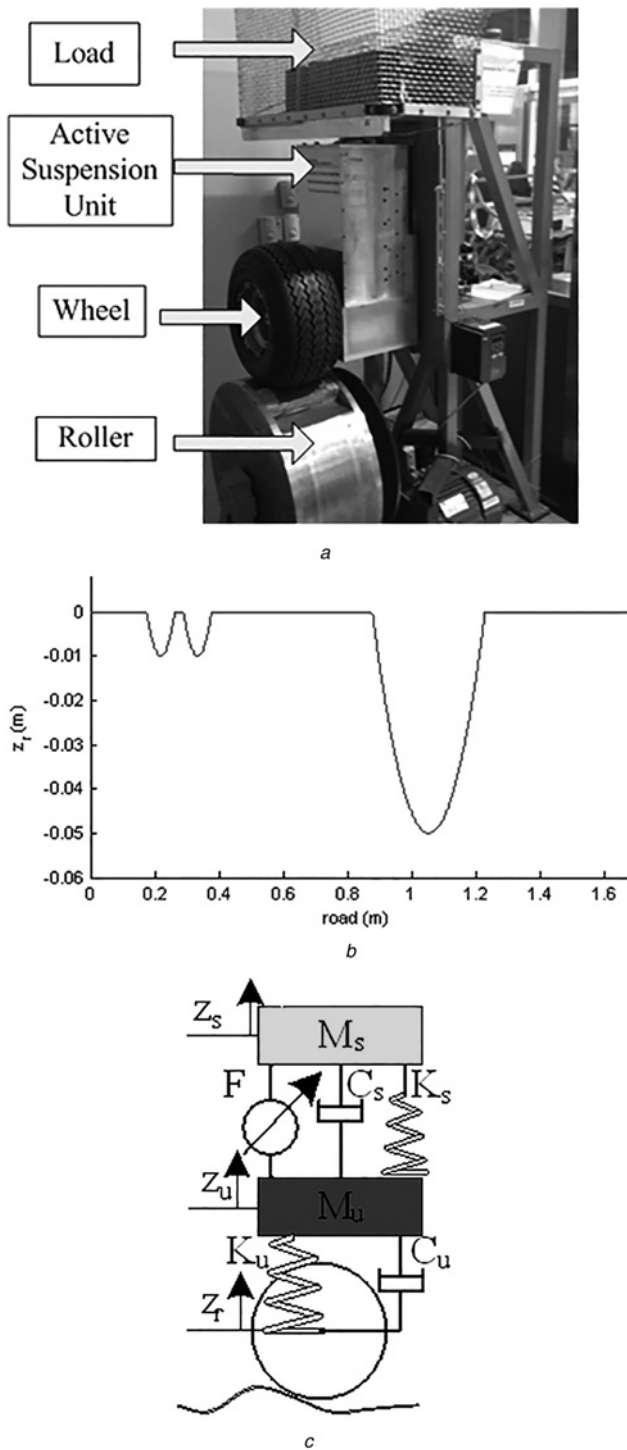 Load
Active
Suspension
Unit
Wheel
Roller
a
0
-0.01
-0.02
-0.03
-0.04
-0.05
-0.06
z_r (m)
0 0.2 0.4 0.6 0.8 1 1.2 1.4 1.6
road (m)
b
Z_s
M_s
F C_s K_s
Z_u
M_u
K_u C_u
Z_r
c